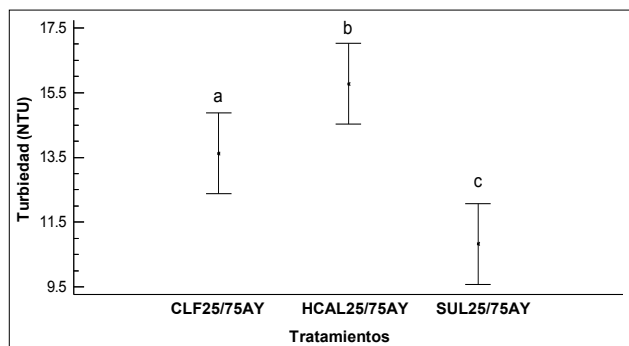 17.5
15.5
13.5
11.5
9.5
Turbiedad (NTU)
a
b
c
CLF25/75AY HCAL25/75AY SUL25/75AY
Tratamientos